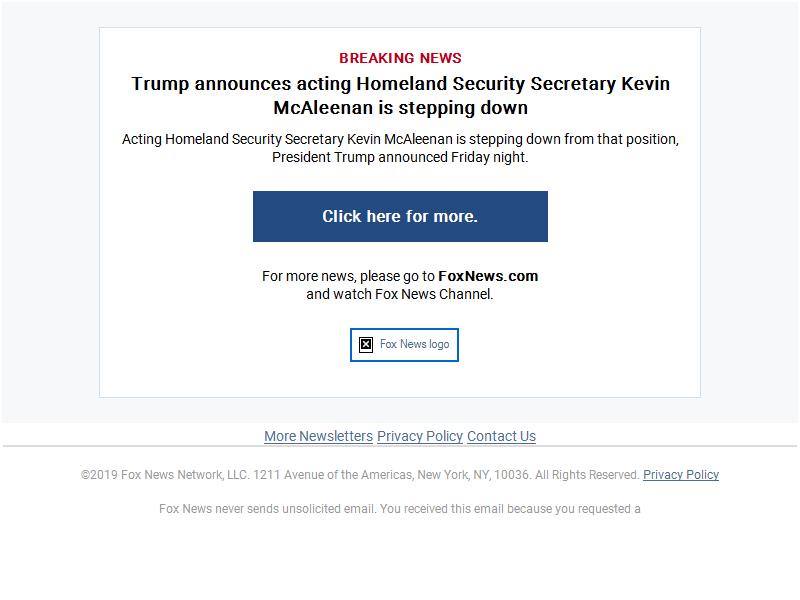 BREAKING NEWS
Trump announces acting Homeland Security Secretary Kevin
McAleenan is stepping down
Acting Homeland Security Secretary Kevin McAleenan is stepping down from that position,
President Trump announced Friday night.
Click here for more.
For more news, please go to FoxNews.com
and watch Fox News Channel.
Fox News logo
More Newsletters Privacy Policy Contact Us
©2019 Fox News Network, LLC. 1211 Avenue of the Americas, New York, NY, 10036. All Rights Reserved. Privacy Policy
Fox News never sends unsolicited email. You received this email because you requested a